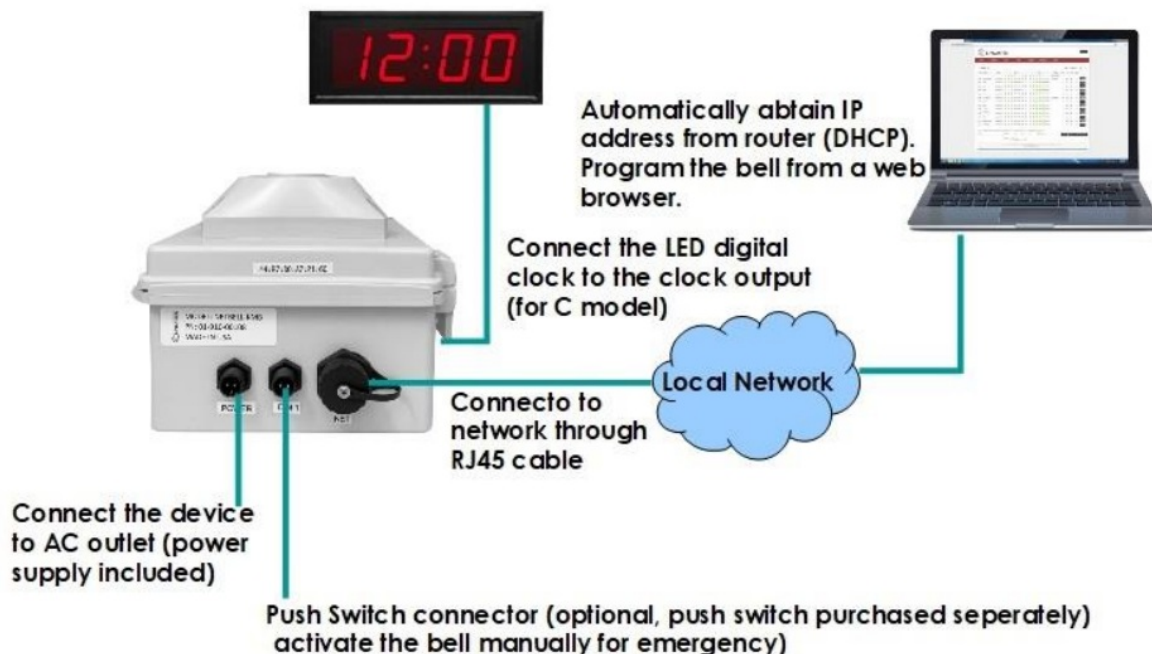 12:00
Automatically abtain IP
address from router (DHCP).
Program the bell from a web
browser.
Connect the LED digital
clock to the clock output
(for C model)
Local Network
Connecto to
network through
RJ45 cable
POWER
NET
Connect the device
to AC outlet (power
supply included)
Push Switch connector (optional, push switch purchased seperately)
activate the bell manually for emergency)